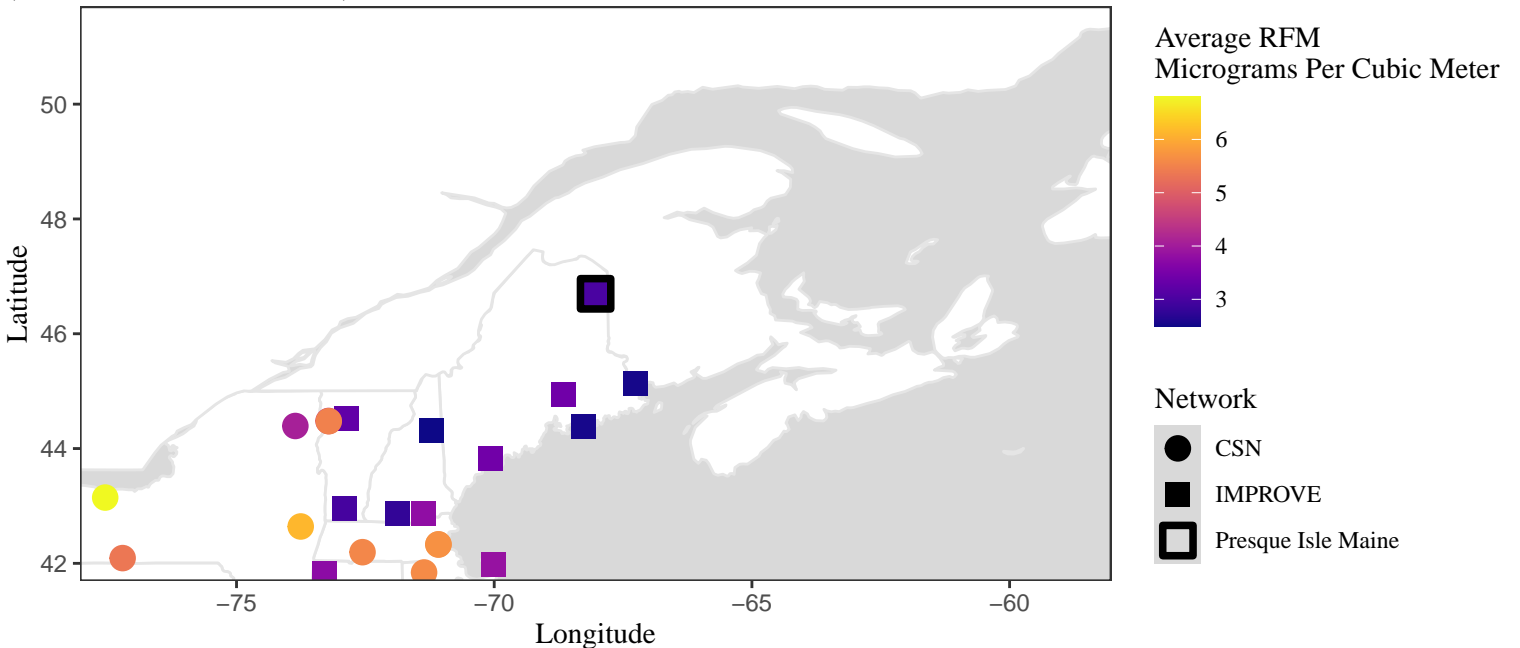 Average RFM
Micrograms Per Cubic Meter
6
5
4
3
Network
CSN
IMPROVE
Presque Isle Maine
Latitude
50
48
46
44
42
−75
−70
−65
−60
Longitude